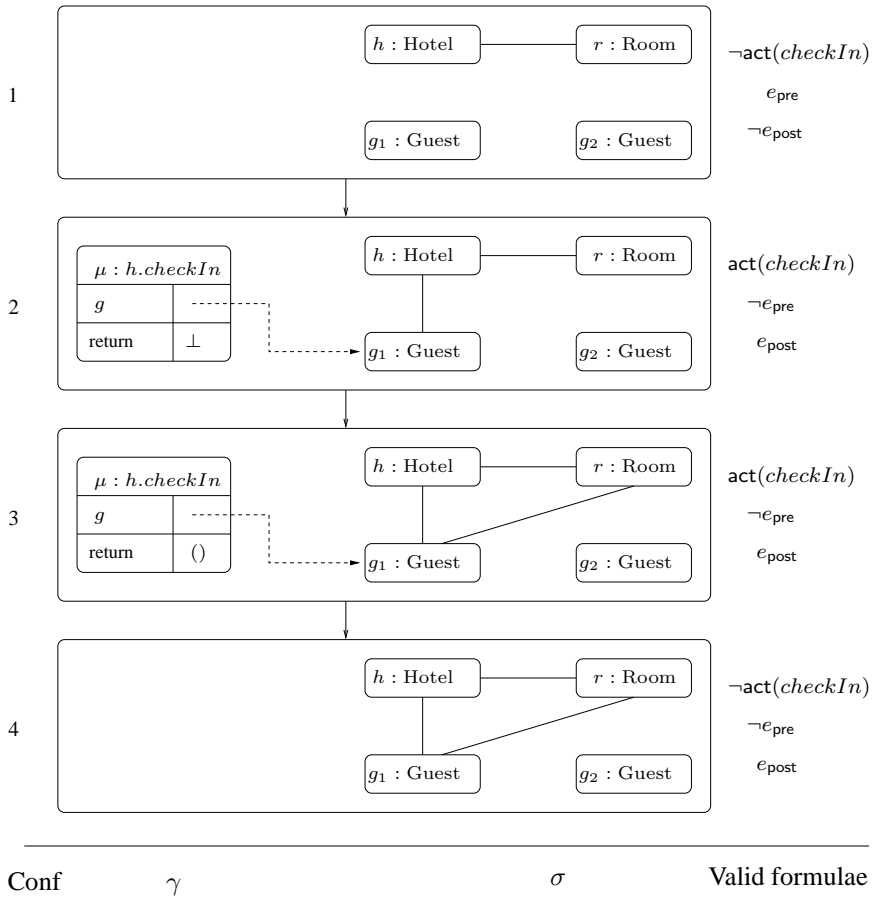 h : Hotel r : Room
¬act(checkIn)
1
e_pre
g₁ : Guest g₂ : Guest
¬e_post
μ : h.checkIn
h : Hotel r : Room
act(checkIn)
2
g
¬e_pre
return ⊥
g₁ : Guest g₂ : Guest
e_post
μ : h.checkIn
h : Hotel r : Room
act(checkIn)
3
g
¬e_pre
return ()
g₁ : Guest g₂ : Guest
e_post
h : Hotel r : Room
¬act(checkIn)
4
¬e_pre
g₁ : Guest g₂ : Guest
e_post
Conf γ σ Valid formulae